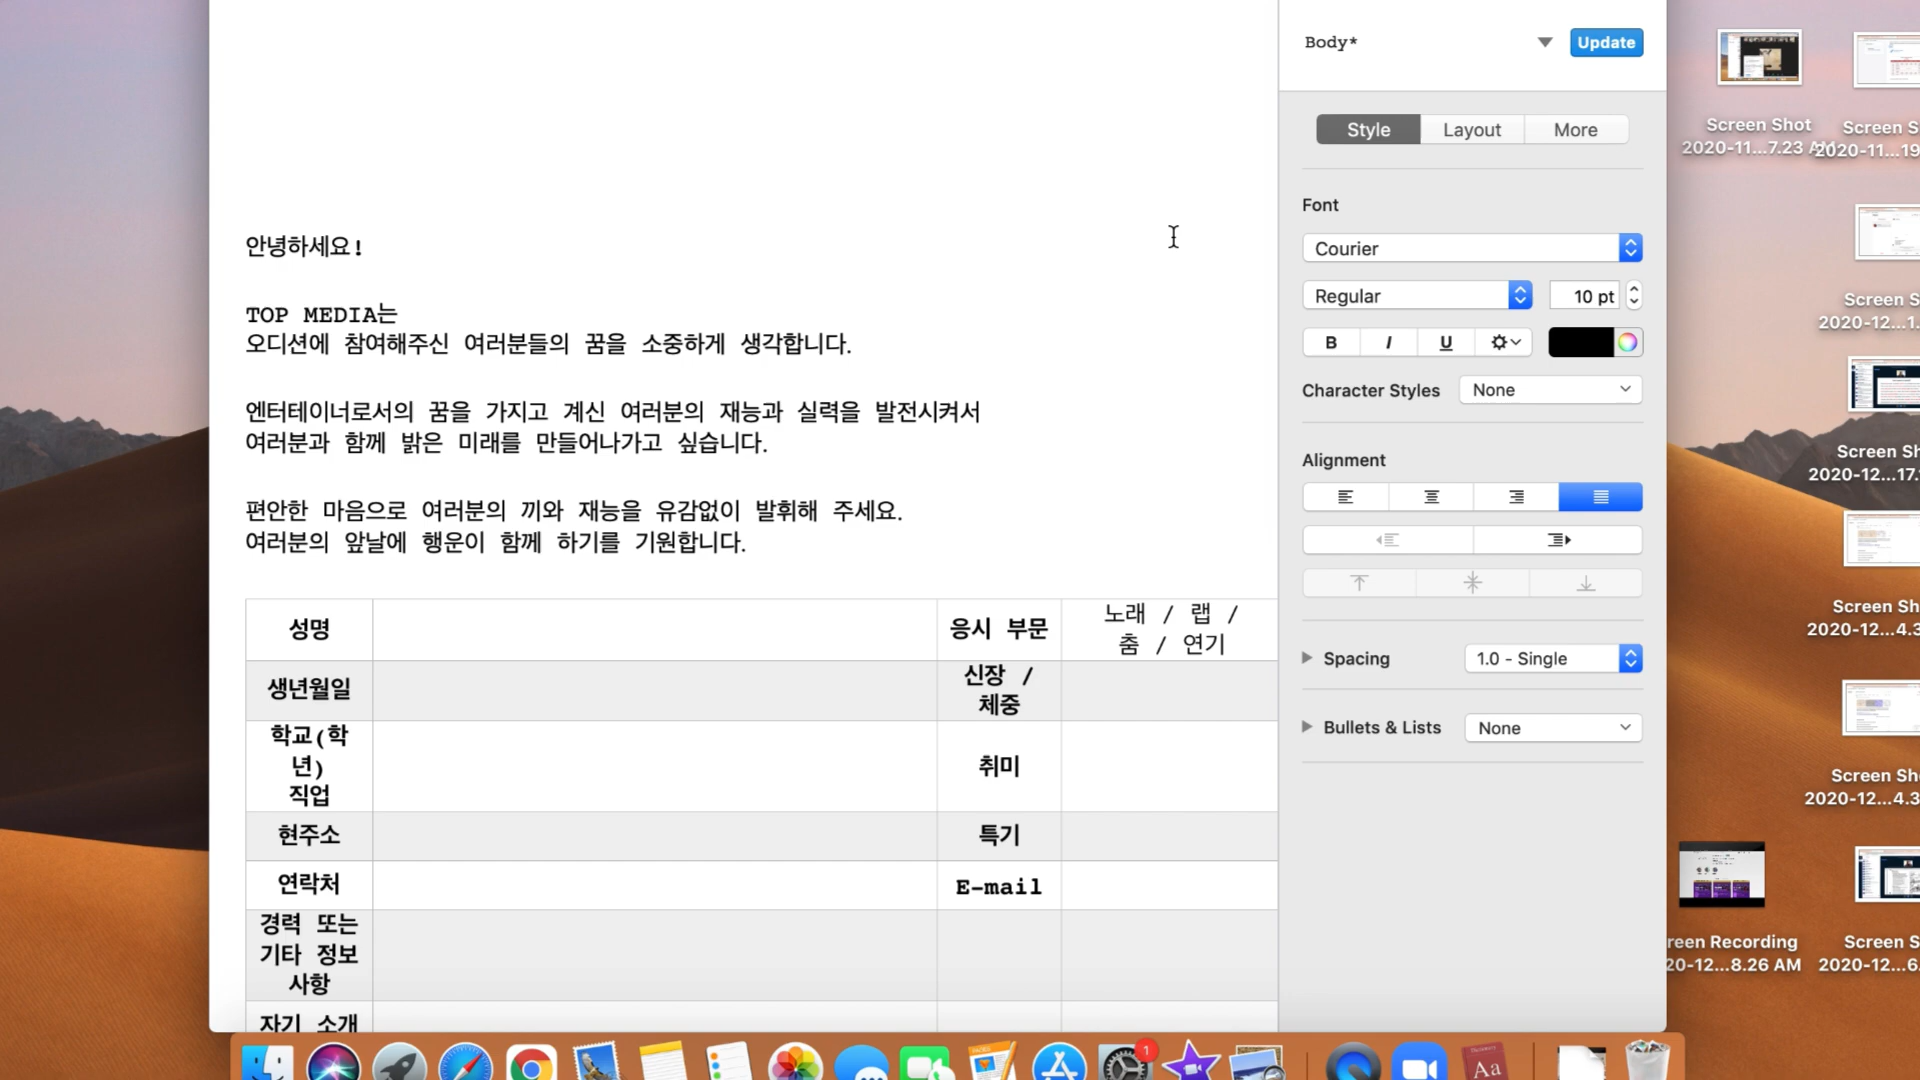 Body*
Update
Style Layout More
Font
Courier
Regular 10 pt
B I U
Character Styles None
Alignment
Spacing 1.0 - Single
Bullets & Lists None
안녕하세요!
TOP MEDIA는
오디션에 참여해주신 여러분들의 꿈을 소중하게 생각합니다.
엔터테이너로서의 꿈을 가지고 계신 여러분의 재능과 실력을 발전시켜서
여러분과 함께 밝은 미래를 만들어나가고 싶습니다.
편안한 마음으로 여러분의 끼와 재능을 유감없이 발휘해 주세요.
여러분의 앞날에 행운이 함께 하기를 기원합니다.
성명
응시 부문
노래 / 랩 /
춤 / 연기
생년월일
신장 /
체중
학교(학
년)
직업
취미
현주소
특기
연락처
E-mail
경력 또는
기타 정보
사항
자기 소개
Screen Shot
2020-11...7.23 AM
Screen S
2020-11...19
Screen S
2020-12...1.
Screen Sh
2020-12...17.
Screen Sh
2020-12...4.3
Screen Sh
2020-12...4.3
reen Recording
20-12...8.26 AM
Screen S
2020-12...6.
1
Aa